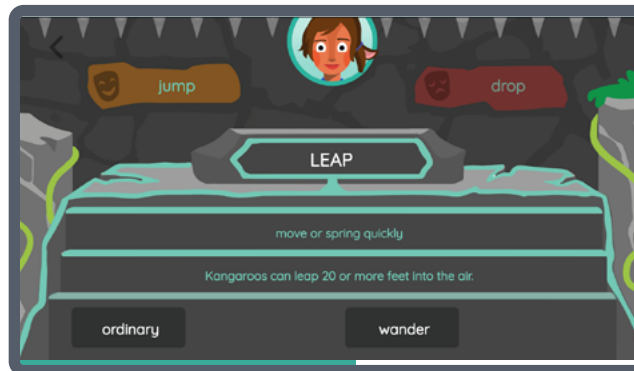 jump drop
LEAP
move or spring quickly
Kangaroos can leap 20 or more feet into the air.
ordinary wander